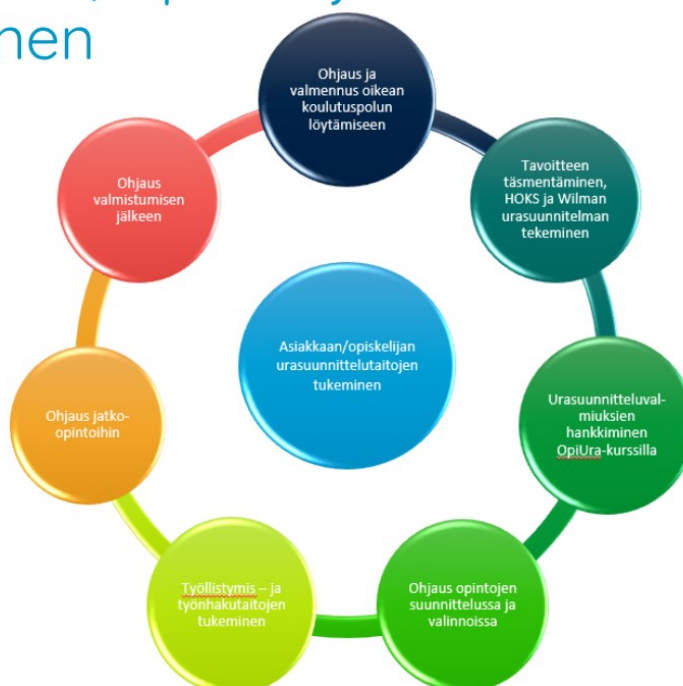 nen
Ohjaus ja
valmennus oikean
koulutuspolun
löytämiseen
Tavoitteen
täsmentäminen,
HOKS ja Wilman
urasuunnitelman
tekeminen
Urasuunnitteluval-
miuksien
hankkiminen
OpiUra-kurssilla
Ohjaus opintojen
suunnittelussa ja
valinnoissa
Työllistymis – ja
työnhakutaitojen
tukeminen
Ohjaus jatko-
opintoihin
Ohjaus
valmistumisen
jälkeen
Asiakkaan/opiskelijan
urasuunnittelutaitojen
tukeminen